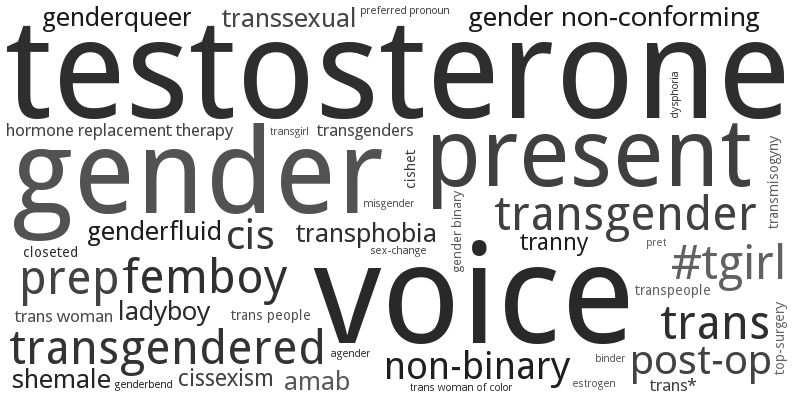 genderqueer
transsexual
preferred pronoun
gender non-conforming
testosterone
dysphoria
hormone replacement therapy
transgirl
transgenders
gender
cishet
present
transmisogyny
misgender
gender binary
transgender
genderfluid
cis
transphobia
tranny
pret
closeted
sex-change
#tgirl
prep
femboy
voice
transpeople
trans woman
ladyboy
trans people
trans
top-surgery
transgendered
agender
non-binary
binder
post-op
shemale
genderbend
cissexism
amab
trans woman of color
estrogen
trans*